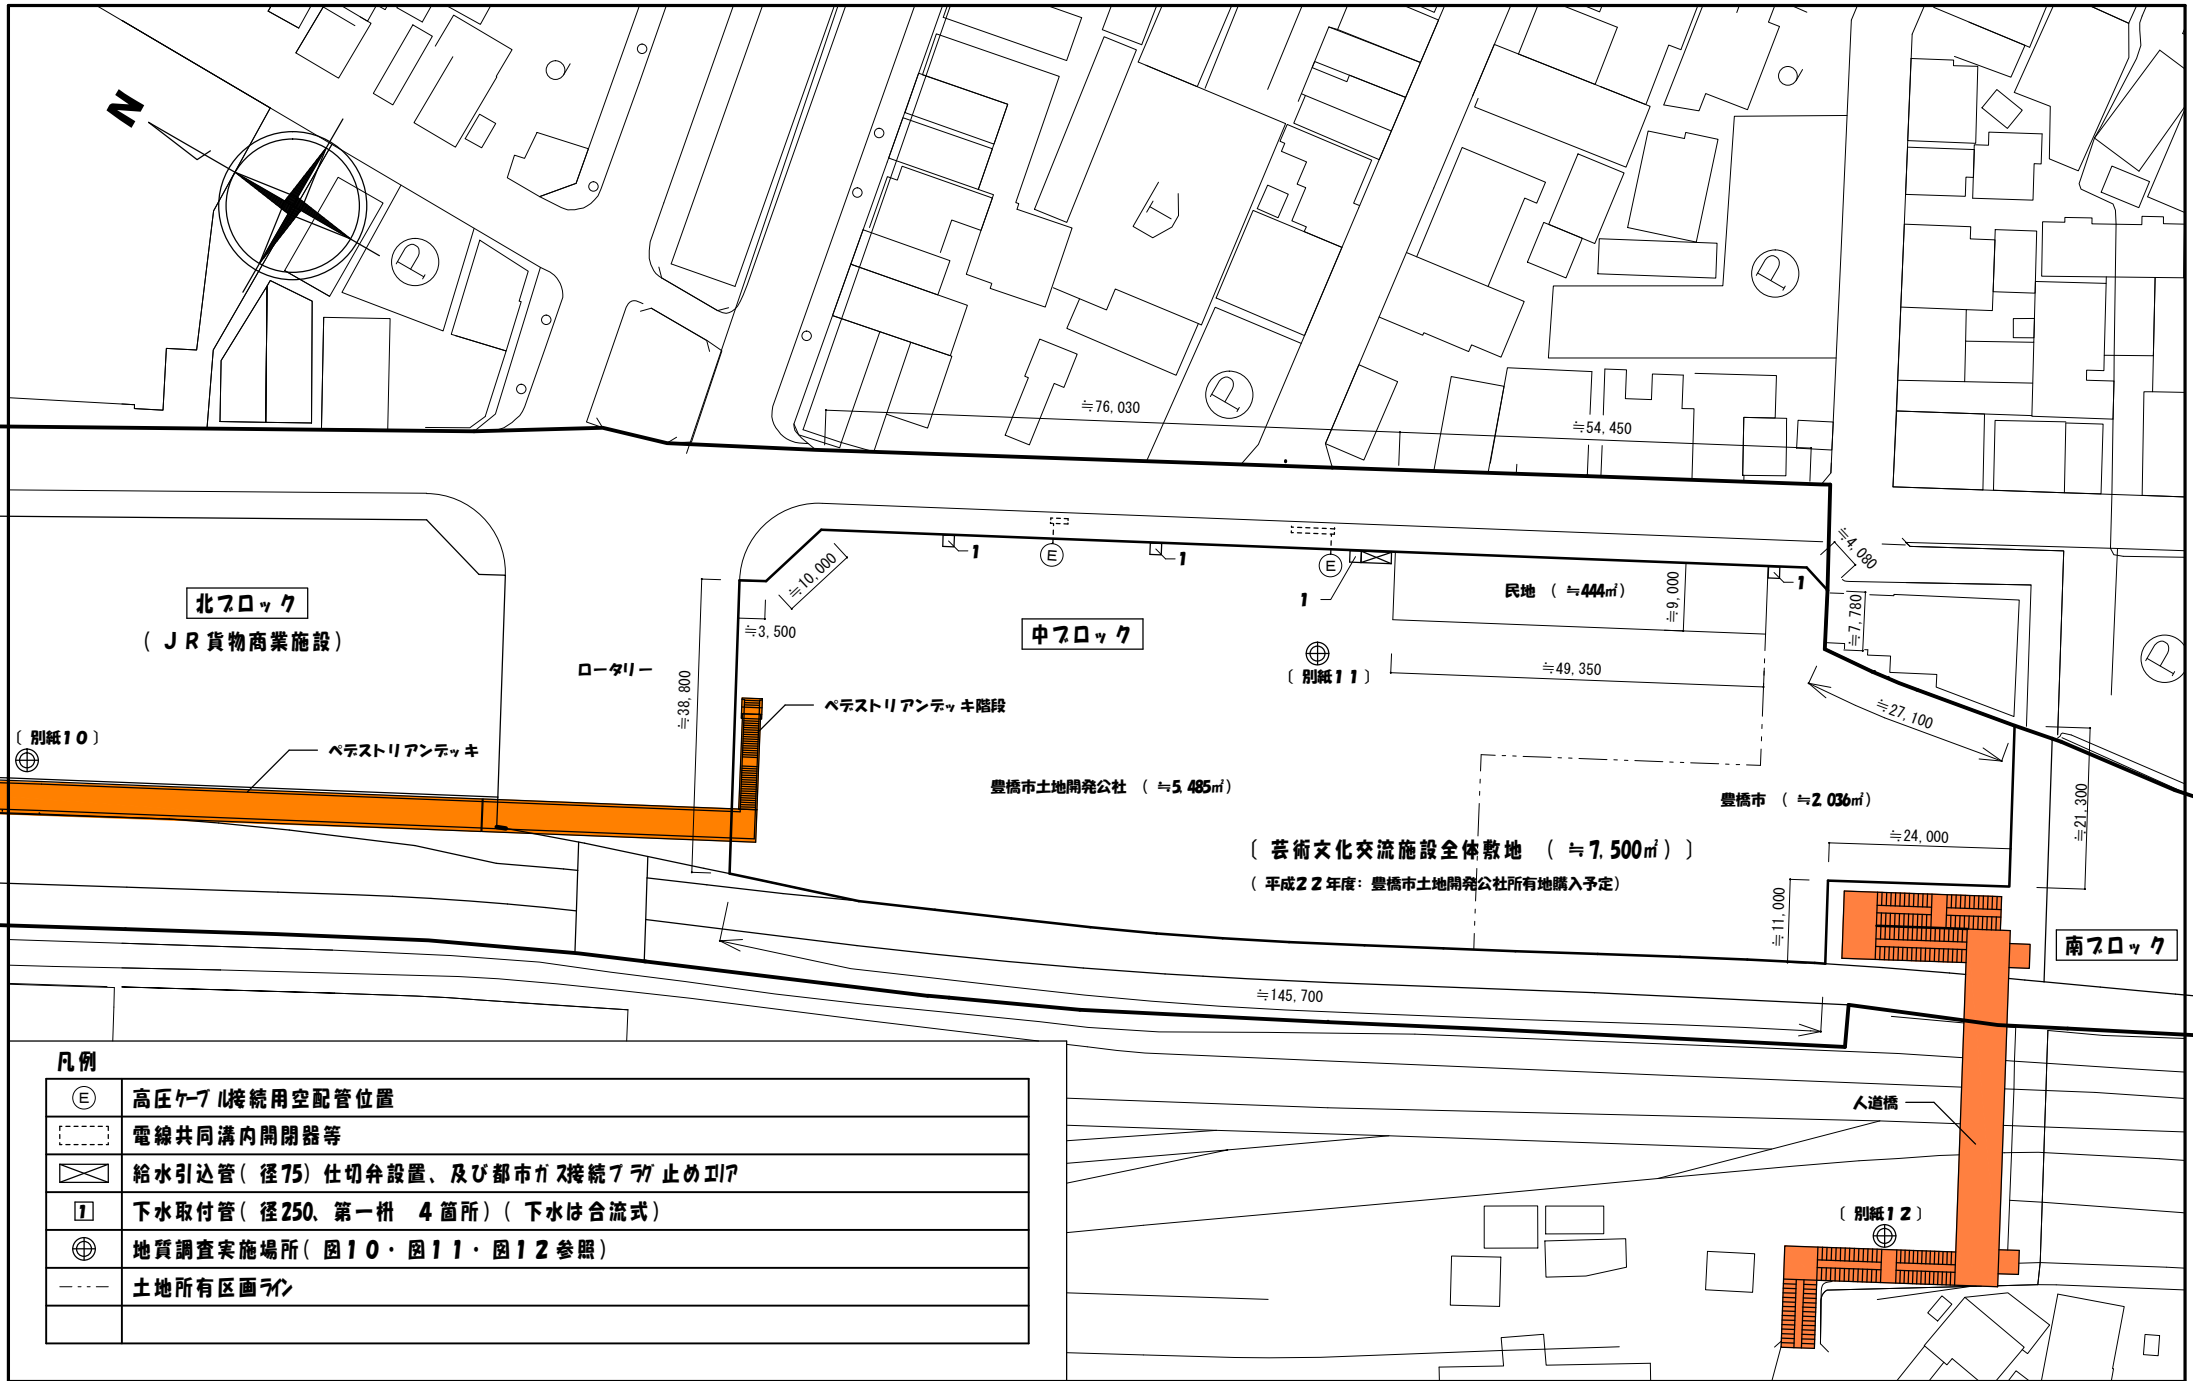 N
P
P
P
P
I
≒76,030
≒54,450
1
E
1
E
1
1
≒10,000
≒3,500
≒38,800
≒4,080
≒7,780
≒9,000
≒49,350
≒27,100
≒21,300
≒24,000
≒11,000
≒145,700
北ブロック
(JR貨物商業施設)
ロータリー
中ブロック
民地 (≒444㎡)
〔別紙11〕
〔別紙10〕
ペデストリアンデッキ
ペデストリアンデッキ階段
豊橋市土地開発公社 (≒5,485㎡)
豊橋市 (≒2,036㎡)
〔芸術文化交流施設全体敷地 (≒7,500㎡)〕
(平成22年度:豊橋市土地開発公社所有地購入予定)
南ブロック
人道橋
〔別紙12〕
凡例
E 高圧ケーブル接続用空配管位置
電線共同溝内開閉器等
給水引込管(径75)仕切弁設置、及び都市ガス接続プラグ止めエリア
1 下水取付管(径250、第一桝 4箇所)(下水は合流式)
地質調査実施場所(図10・図11・図12参照)
土地所有区画ライン